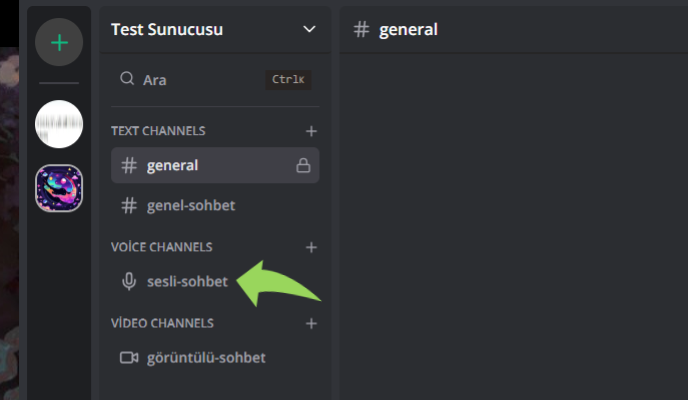 Test Sunucusu
# general
Ara
CtrlK
TEXT CHANNELS
# general
# genel-sohbet
VOİCE CHANNELS
sesli-sohbet
VİDEO CHANNELS
görüntülü-sohbet